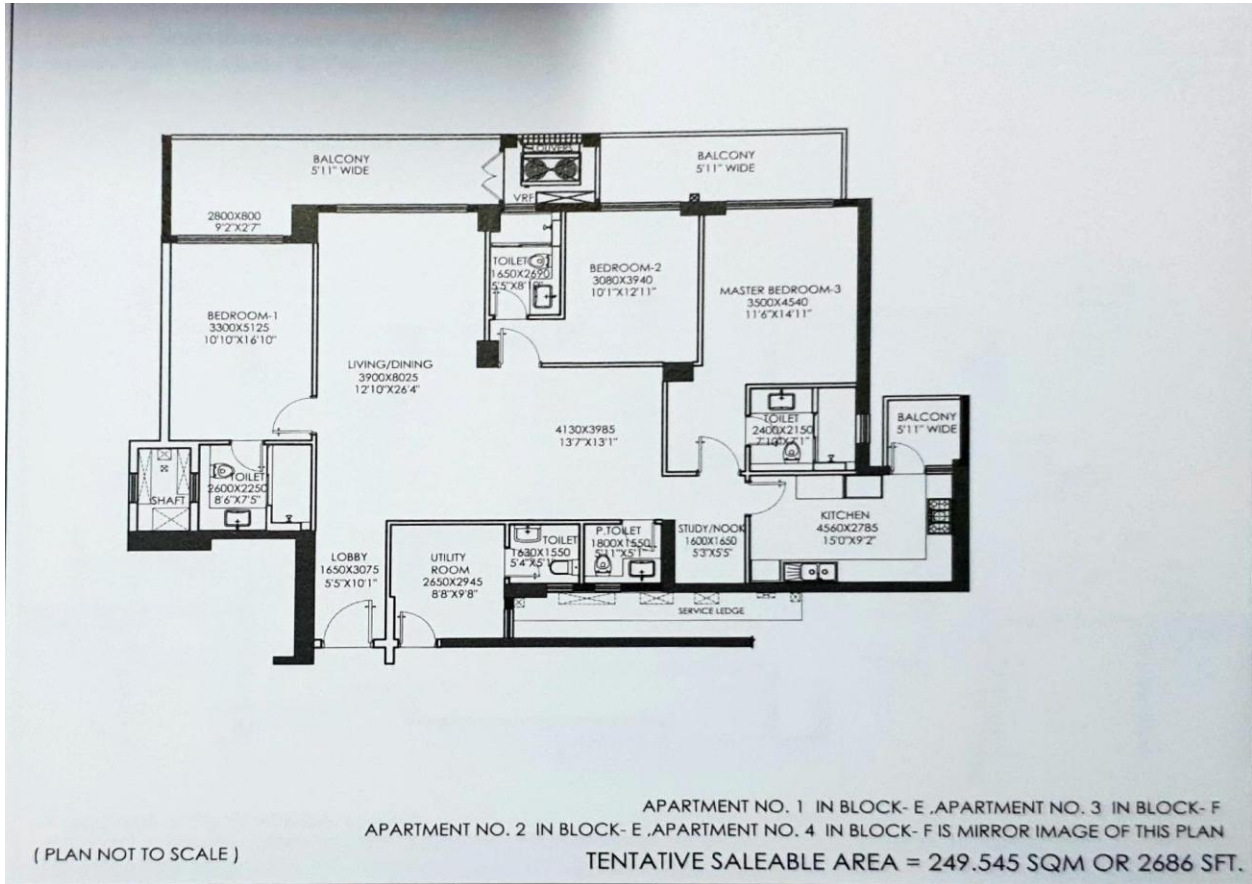 BALCONY
5'11" WIDE
LOUVERS
VRF
BALCONY
5'11" WIDE
2800X800
9'2"X2'7"
TOILET
1650X2690
5'5"X8'10"
BEDROOM-2
3080X3940
10'1"X12'11"
MASTER BEDROOM-3
3500X4540
11'6"X14'11"
BEDROOM-1
3300X5125
10'10"X16'10"
LIVING/DINING
3900X8025
12'10"X26'4"
4130X3985
13'7"X13'1"
TOILET
2400X2150
7'10"X7'1"
BALCONY
5'11" WIDE
SHAFT
TOILET
2600X2250
8'6"X7'5"
LOBBY
1650X3075
5'5"X10'1"
UTILITY
ROOM
2650X2945
8'8"X9'8"
TOILET
1630X1550
5'4"X5'1"
P.TOILET
1800X1550
5'11"X5'1"
STUDY/NOOK
1600X1650
5'3"X5'5"
KITCHEN
4560X2785
15'0"X9'2"
SERVICE LEDGE
APARTMENT NO. 1 IN BLOCK- E ,APARTMENT NO. 3 IN BLOCK- F
APARTMENT NO. 2 IN BLOCK- E ,APARTMENT NO. 4 IN BLOCK- F IS MIRROR IMAGE OF THIS PLAN
( PLAN NOT TO SCALE )
TENTATIVE SALEABLE AREA = 249.545 SQM OR 2686 SFT.